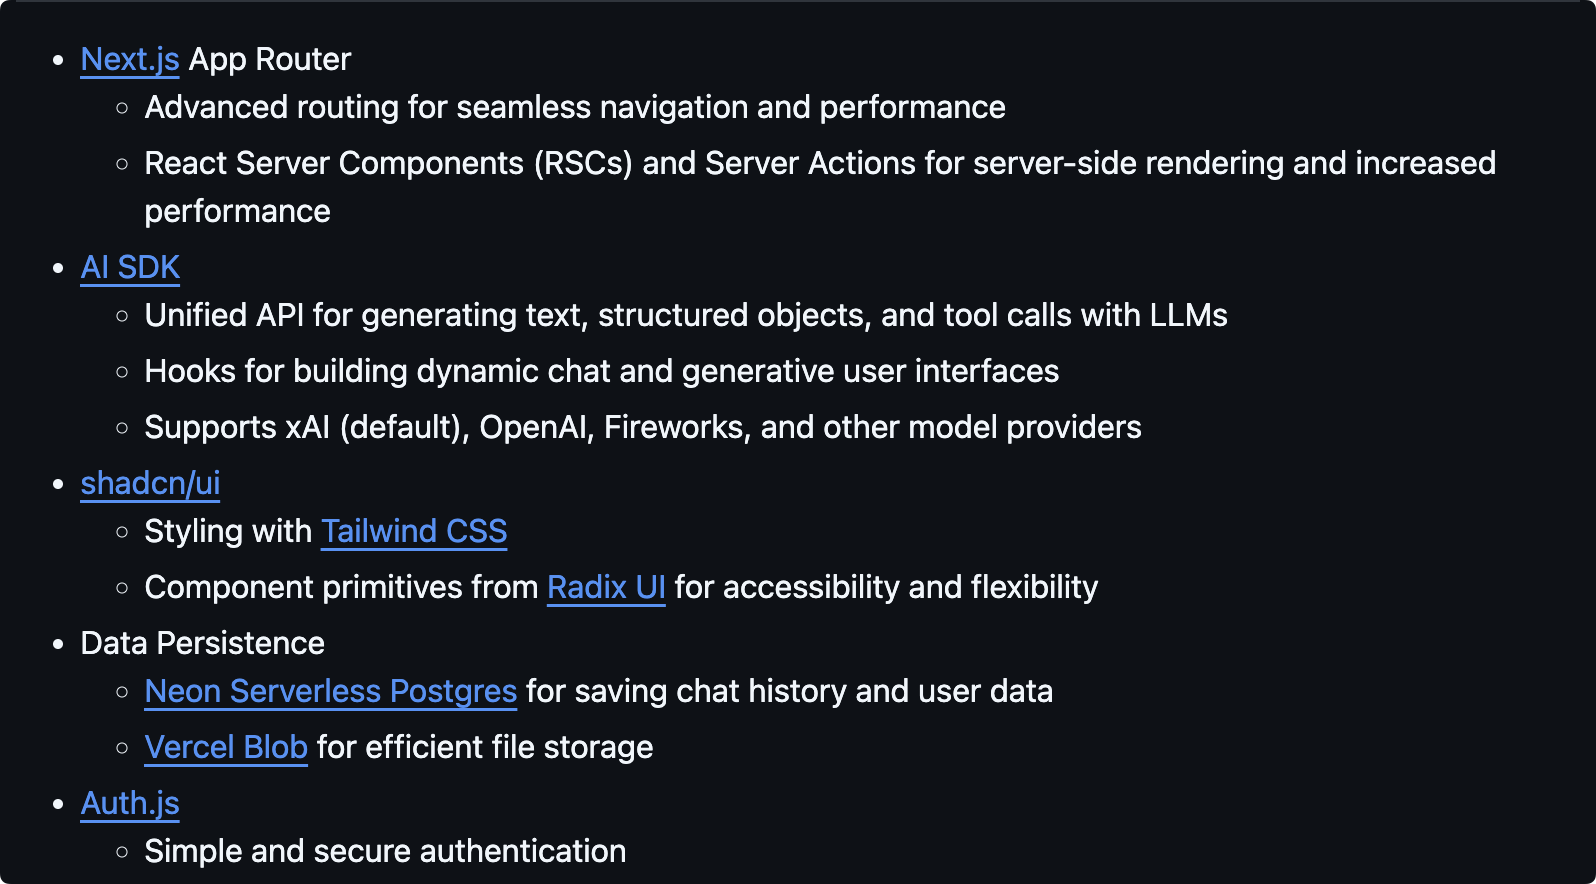 Next.js App Router
Advanced routing for seamless navigation and performance
React Server Components (RSCs) and Server Actions for server-side rendering and increased
performance
AI SDK
Unified API for generating text, structured objects, and tool calls with LLMs
Hooks for building dynamic chat and generative user interfaces
Supports xAI (default), OpenAI, Fireworks, and other model providers
shadcn/ui
Styling with Tailwind CSS
Component primitives from Radix UI for accessibility and flexibility
Data Persistence
Neon Serverless Postgres for saving chat history and user data
Vercel Blob for efficient file storage
Auth.js
Simple and secure authentication